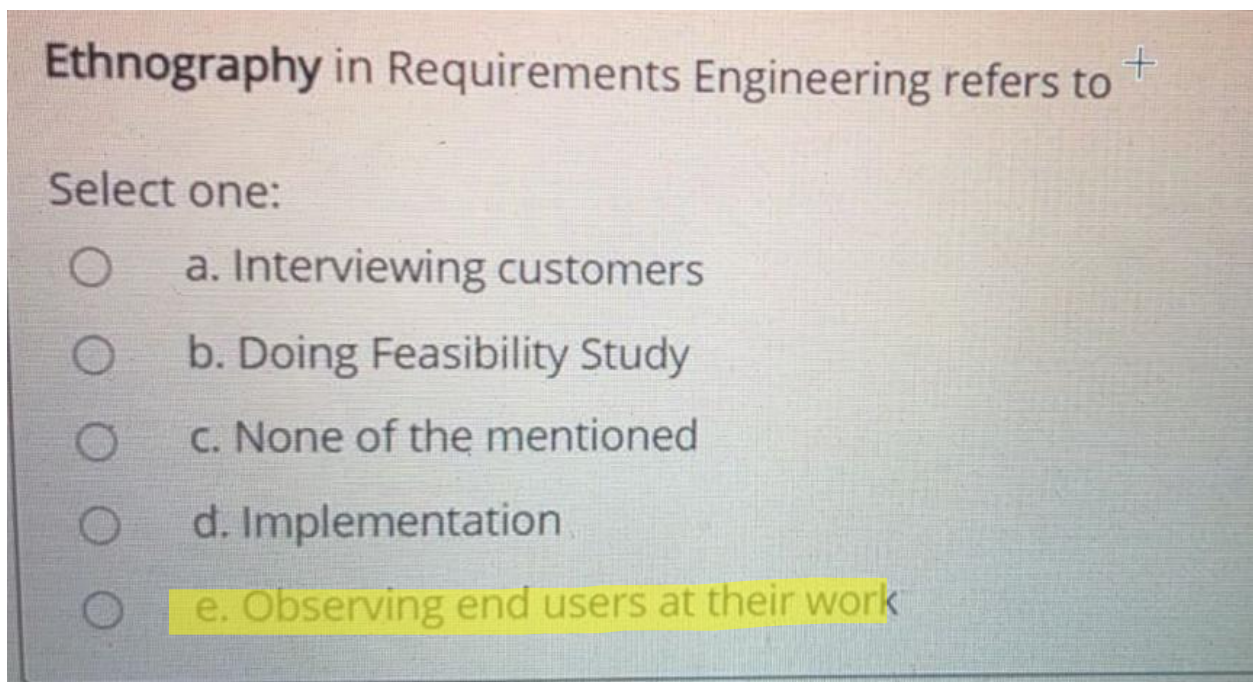 Ethnography in Requirements Engineering refers to
Select one:
a. Interviewing customers
b. Doing Feasibility Study
c. None of the mentioned
d. Implementation
e. Observing end users at their work